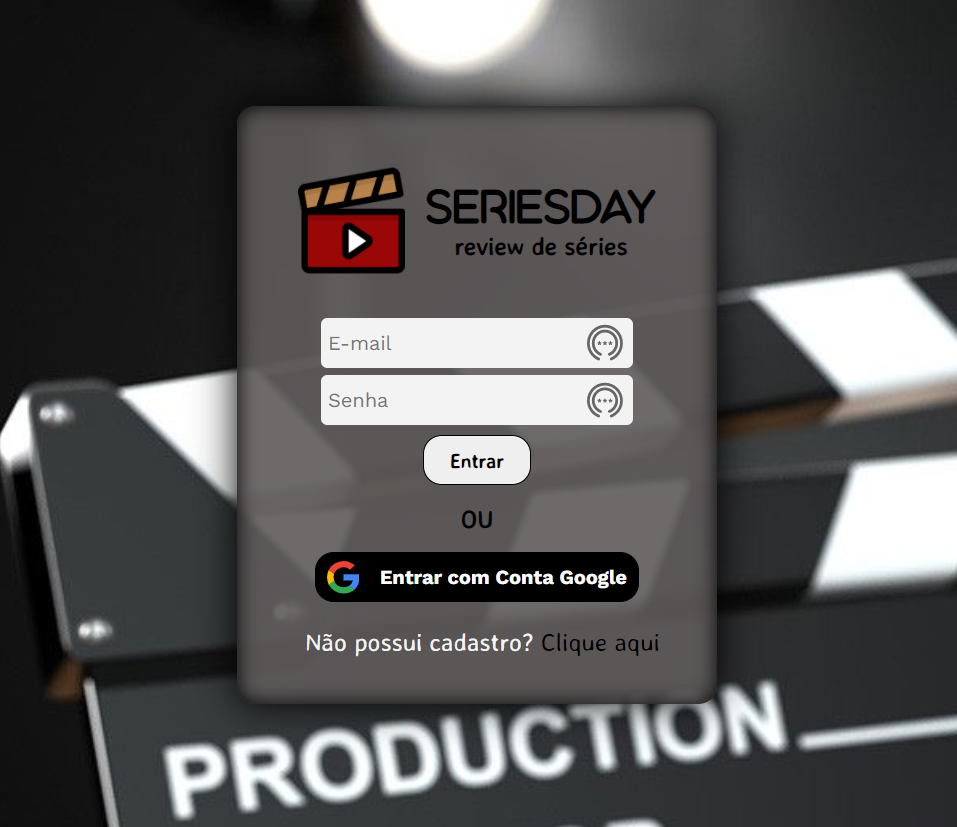 SERIESDAY
review de séries
E-mail
Senha
Entrar
OU
Entrar com Conta Google
Não possui cadastro? Clique aqui
PRODUCTION